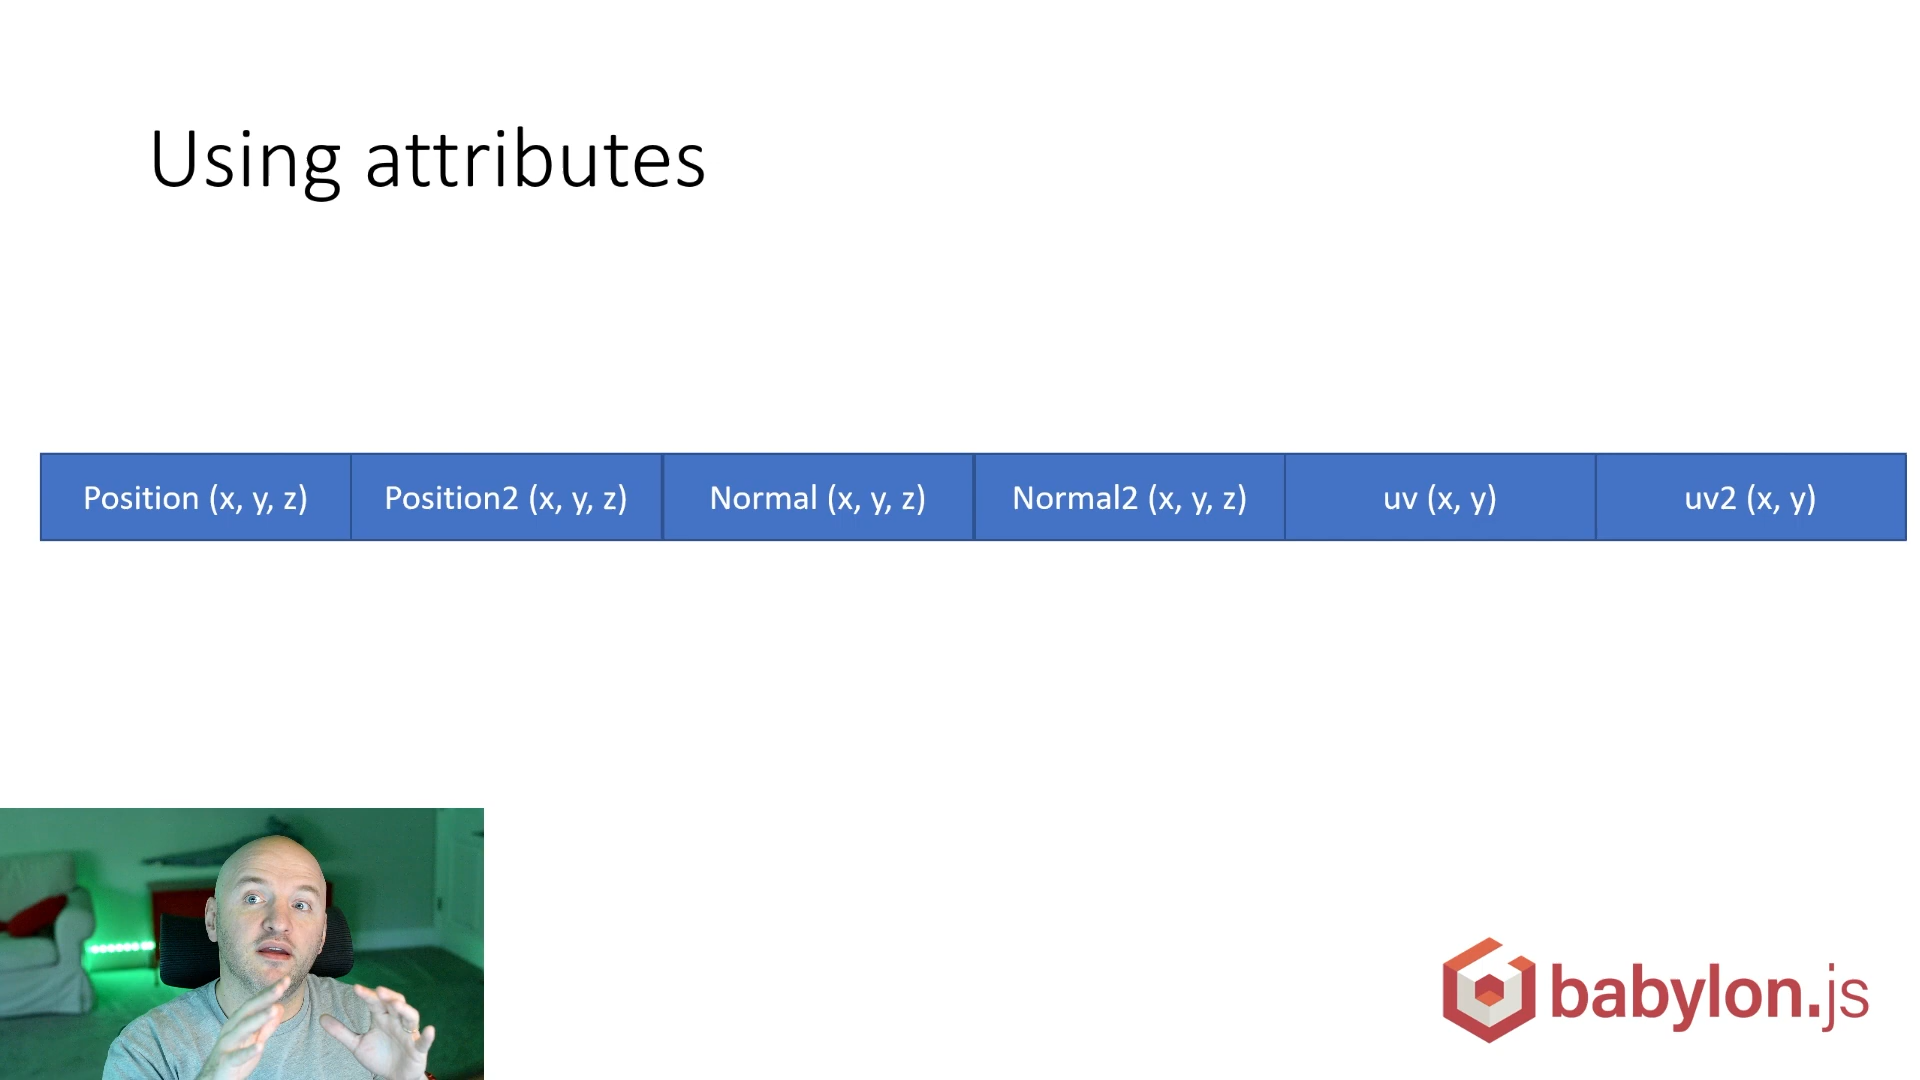 Using attributes
Position (x, y, z) Position2 (x, y, z) Normal (x, y, z) Normal2 (x, y, z) uv (x, y) uv2 (x, y)
babylon.js